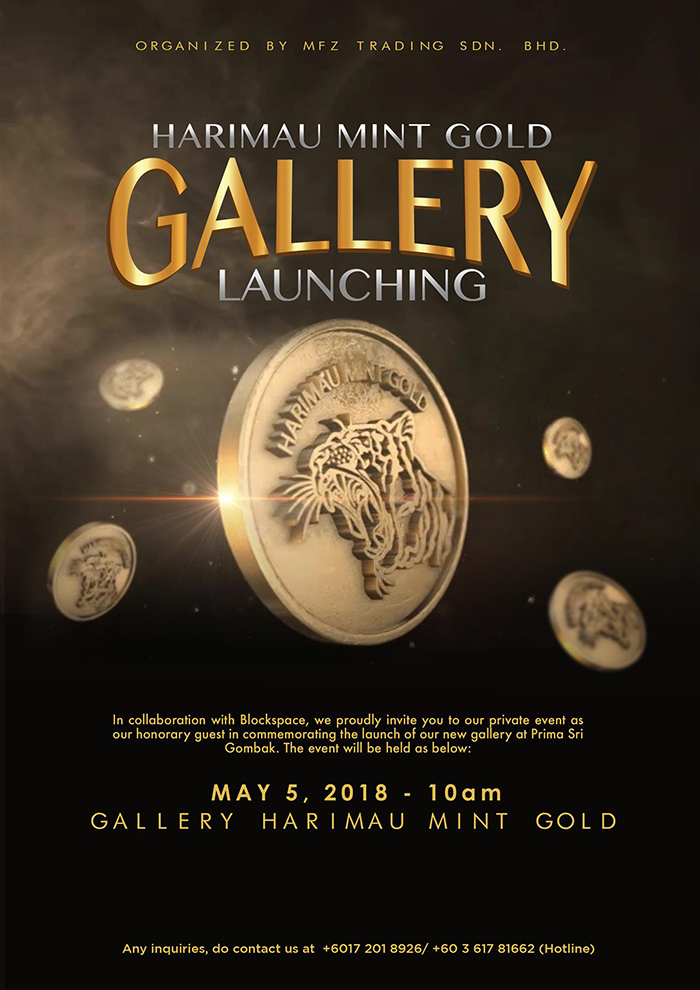 ORGANIZED BY MFZ TRADING SDN. BHD.
HARIMAU MINT GOLD
GALLERY
LAUNCHING
HARIMAU MINT GOLD
In collaboration with Blockspace, we proudly invite you to our private event as
our honorary guest in commemorating the launch of our new gallery at Prima Sri
Gombak. The event will be held as below:
MAY 5, 2018 - 10am
GALLERY HARIMAU MINT GOLD
Any inquiries, do contact us at +6017 201 8926/ +60 3 617 81662 (Hotline)